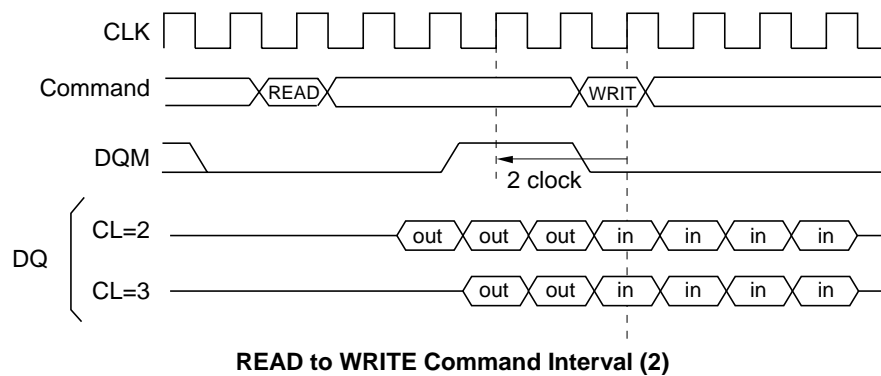 CLK
Command READ WRIT
DQM
2 clock
DQ
CL=2 out out out in in in in
CL=3 out out in in in in
READ to WRITE Command Interval (2)